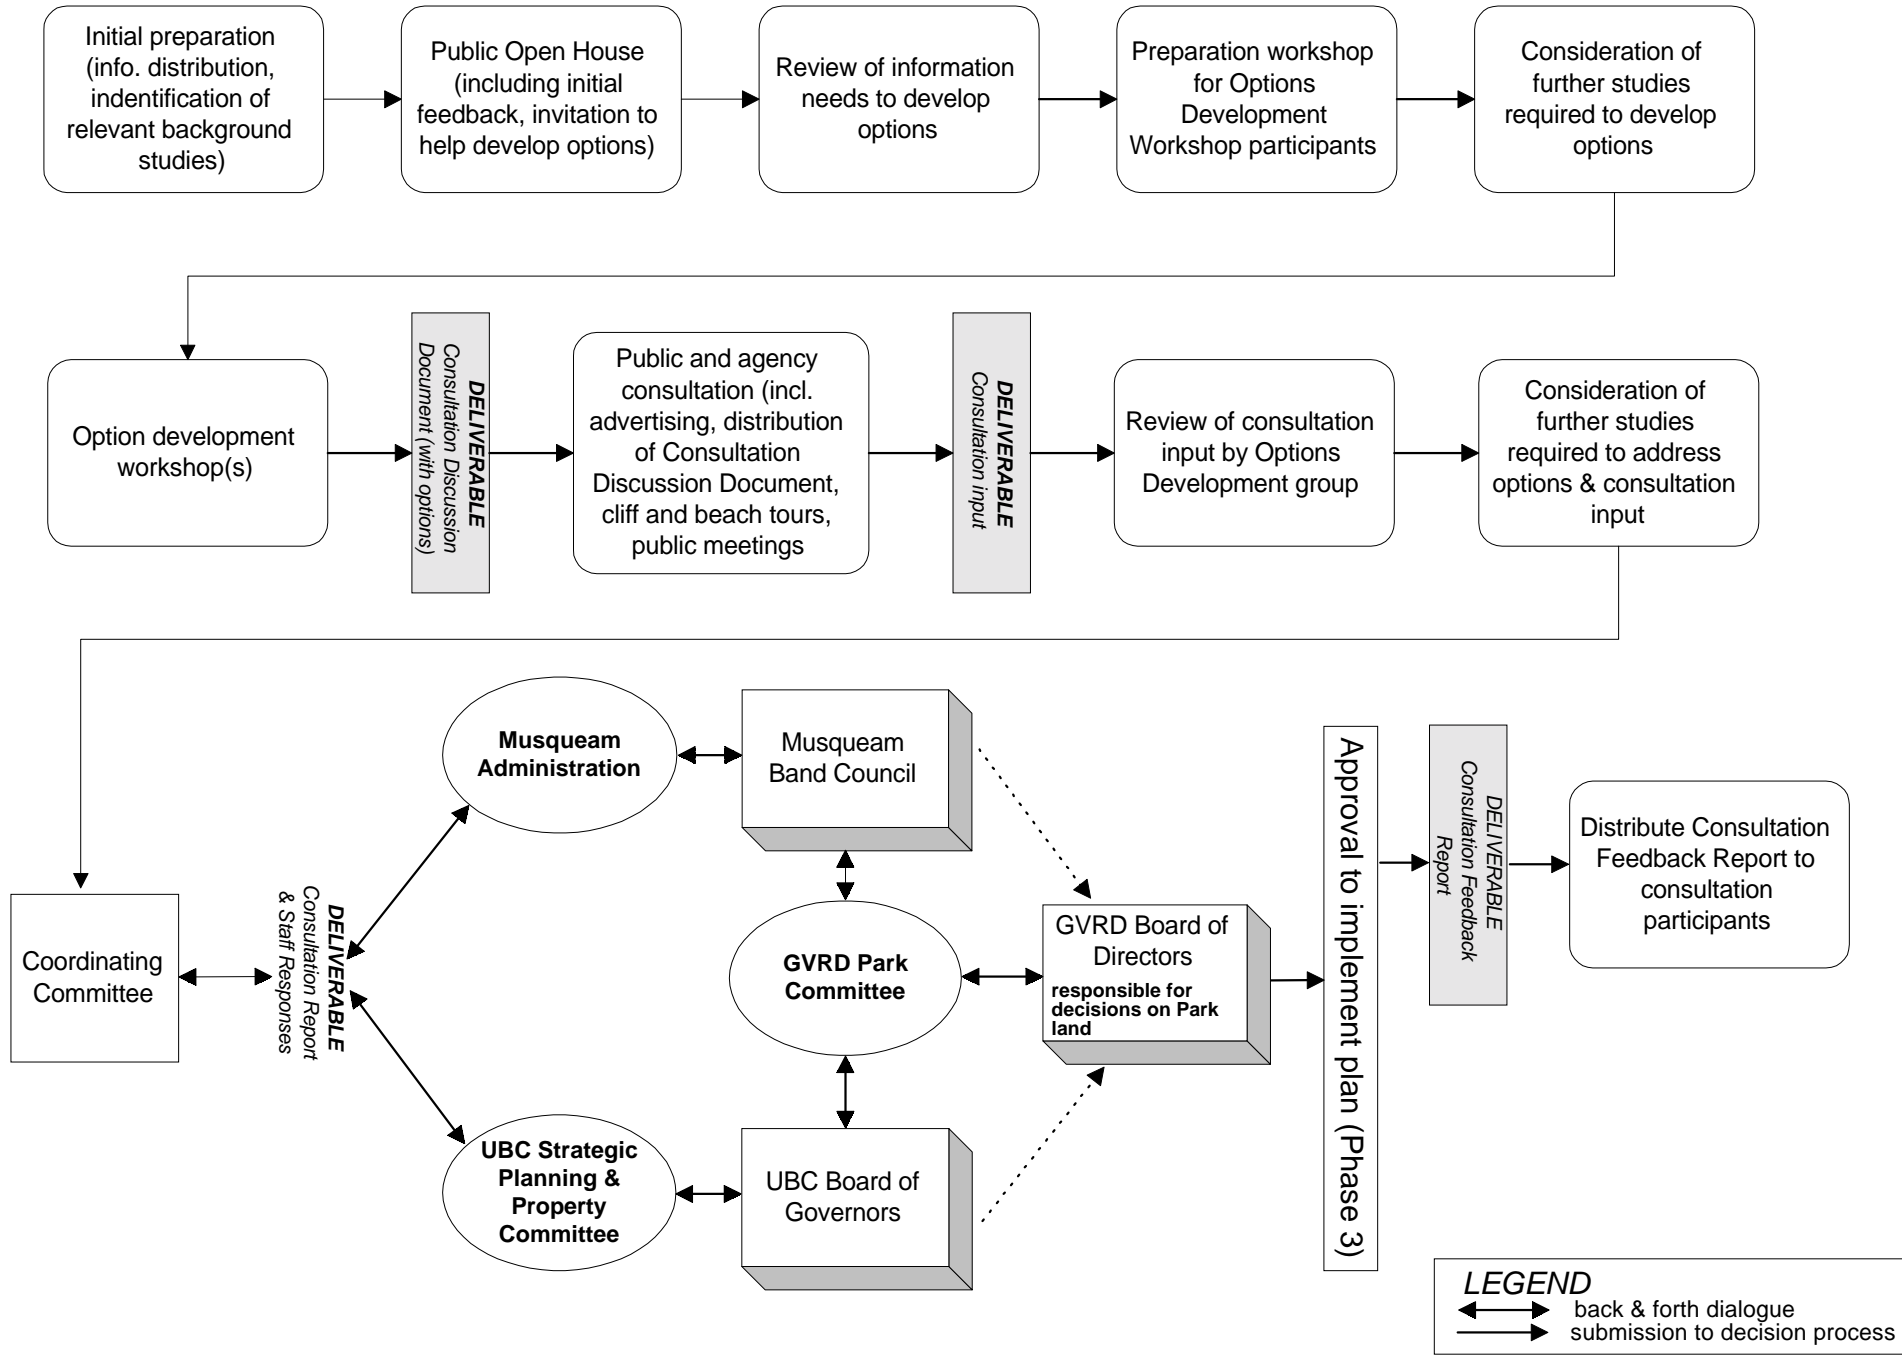 Initial preparation
(info. distribution,
indentification of
relevant background
studies)
Public Open House
(including initial
feedback, invitation to
help develop options)
Review of information
needs to develop
options
Preparation workshop
for Options
Development
Workshop participants
Consideration of
further studies
required to develop
options
Option development
workshop(s)
DELIVERABLE
Consultation Discussion
Document (with options)
Public and agency
consultation (incl.
advertising, distribution
of Consultation
Discussion Document,
cliff and beach tours,
public meetings
DELIVERABLE
Consultation input
Review of consultation
input by Options
Development group
Consideration of
further studies
required to address
options & consultation
input
Coordinating
Committee
DELIVERABLE
Consultation Report
& Staff Responses
Musqueam
Administration
Musqueam
Band Council
GVRD Park
Committee
UBC Strategic
Planning &
Property
Committee
UBC Board of
Governors
GVRD Board of
Directors
responsible for
decisions on Park
land
Approval to implement plan (Phase 3)
DELIVERABLE
Consultation Feedback
Report
Distribute Consultation
Feedback Report to
consultation
participants
LEGEND
back & forth dialogue
submission to decision process